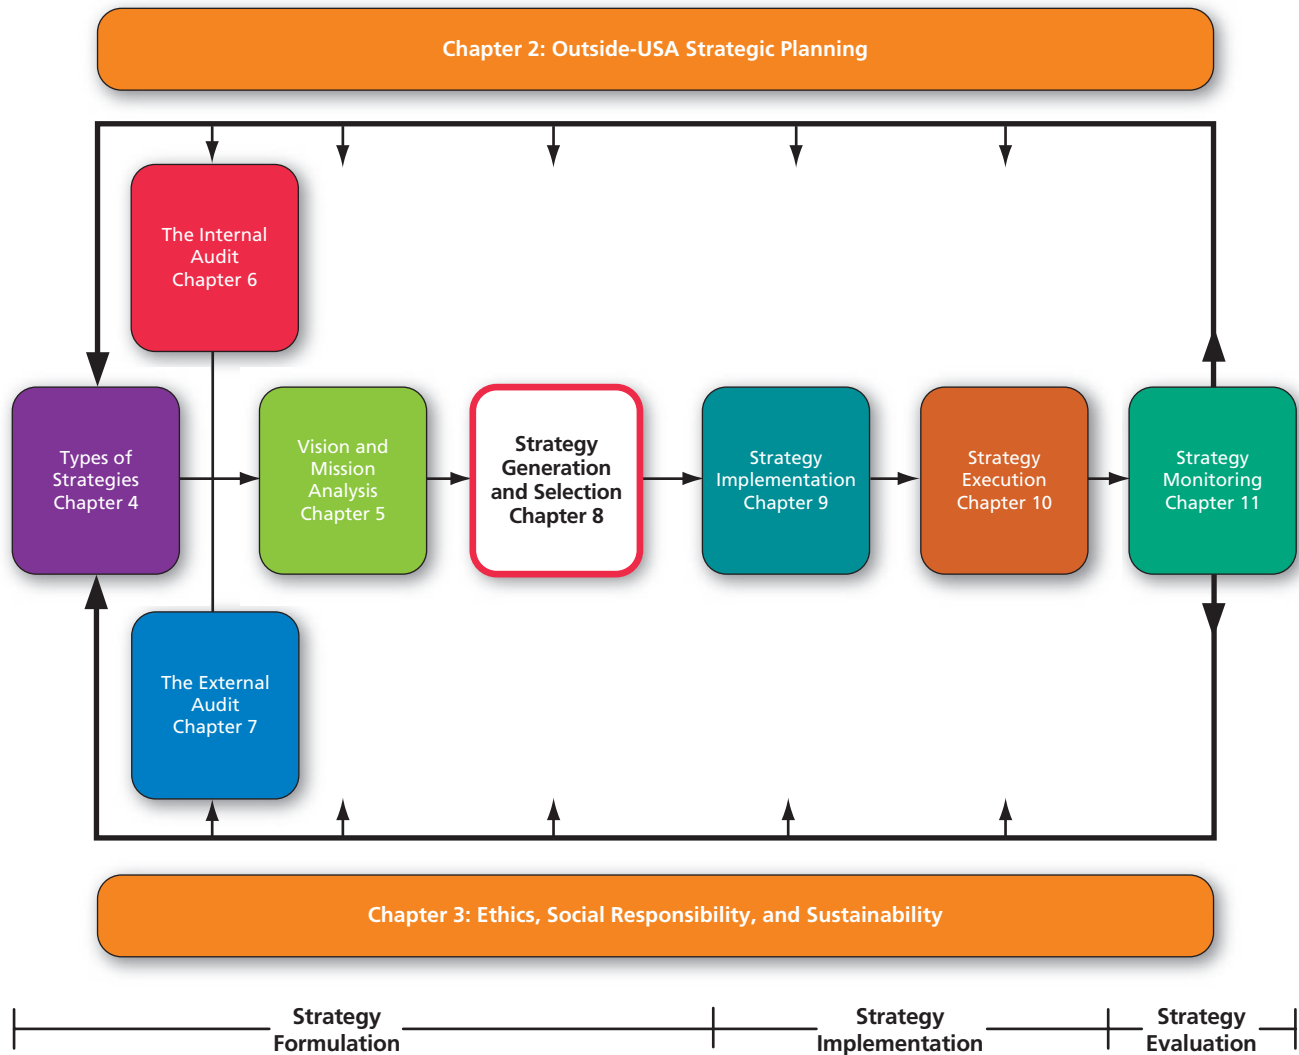 Chapter 2: Outside-USA Strategic Planning
The Internal
Audit
Chapter 6
Types of
Strategies
Chapter 4
Vision and
Mission
Analysis
Chapter 5
Strategy
Generation
and Selection
Chapter 8
Strategy
Implementation
Chapter 9
Strategy
Execution
Chapter 10
Strategy
Monitoring
Chapter 11
The External
Audit
Chapter 7
Chapter 3: Ethics, Social Responsibility, and Sustainability
Strategy
Formulation
Strategy
Implementation
Strategy
Evaluation